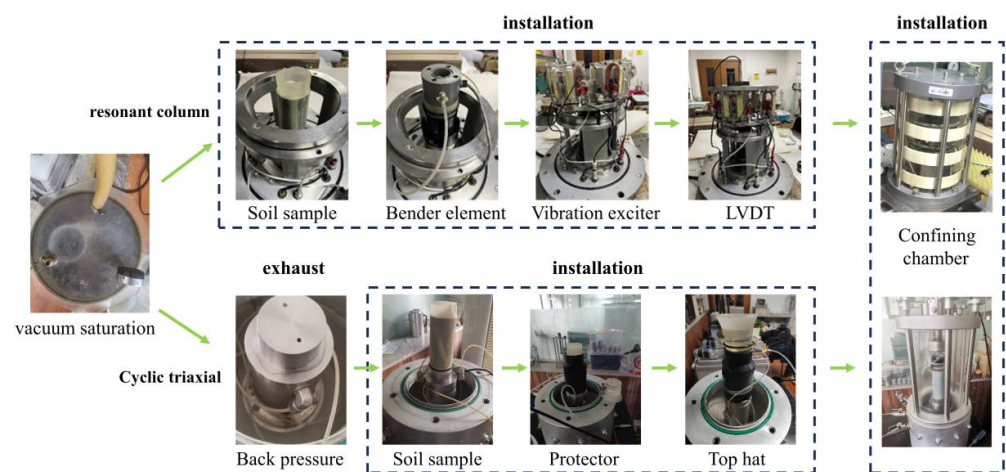 installation
installation
resonant column
Soil sample
Bender element
Vibration exciter
LVDT
Confining
chamber
vacuum saturation
exhaust
installation
Cyclic triaxial
Back pressure
Soil sample
Protector
Top hat